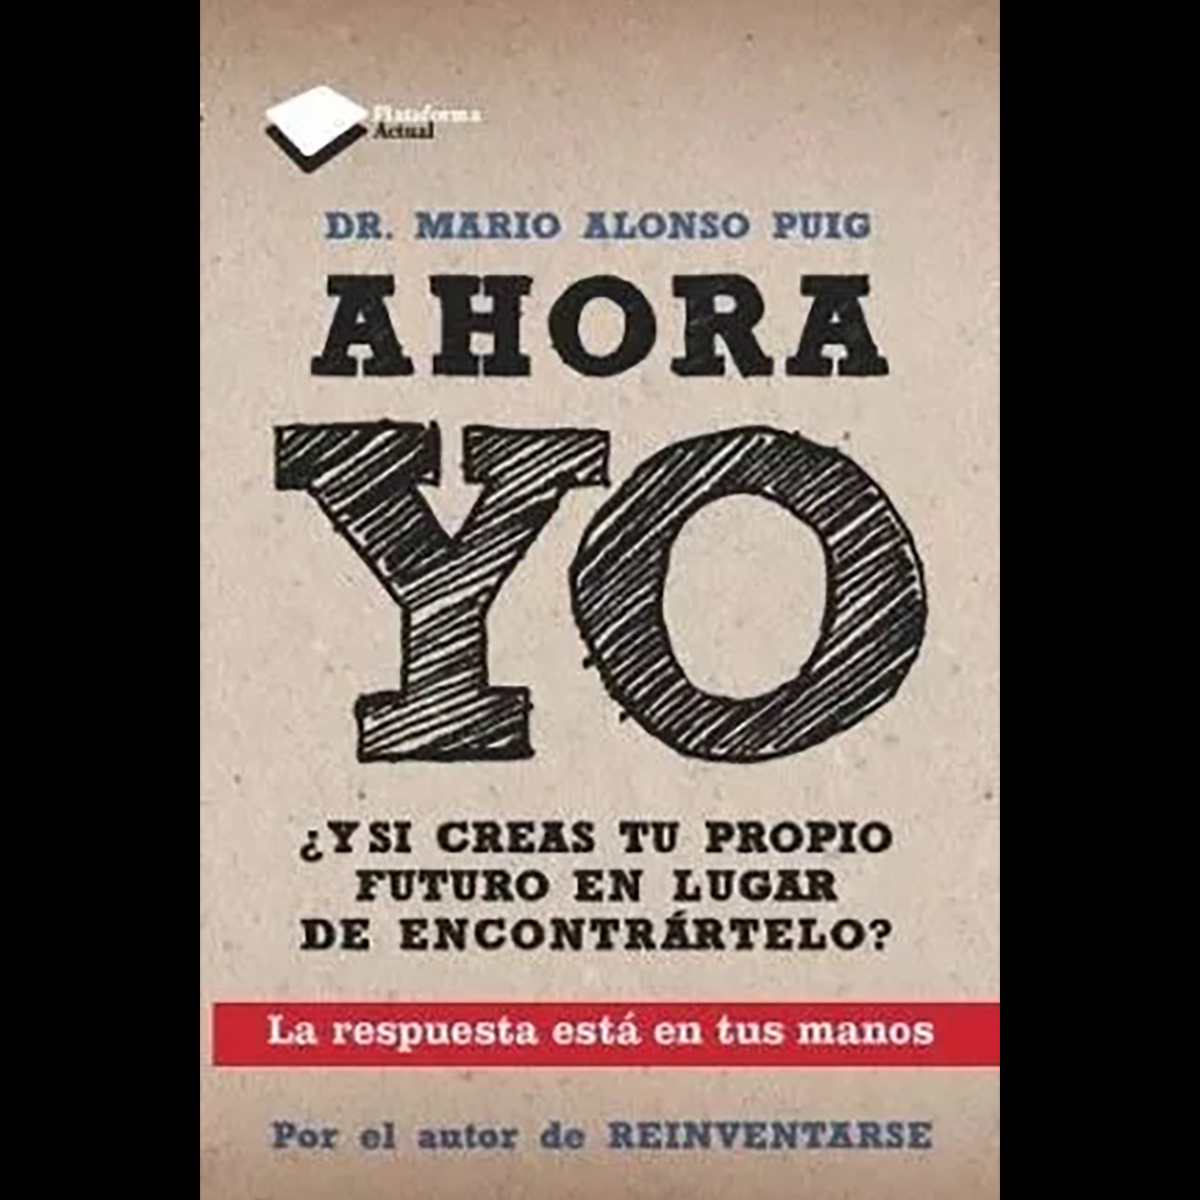 Plataforma
Actual
DR. MARIO ALONSO PUIG
AHORA
YO
¿Y SI CREAS TU PROPIO
FUTURO EN LUGAR
DE ENCONTRÁRTELO?
La respuesta está en tus manos
Por el autor de REINVENTARSE